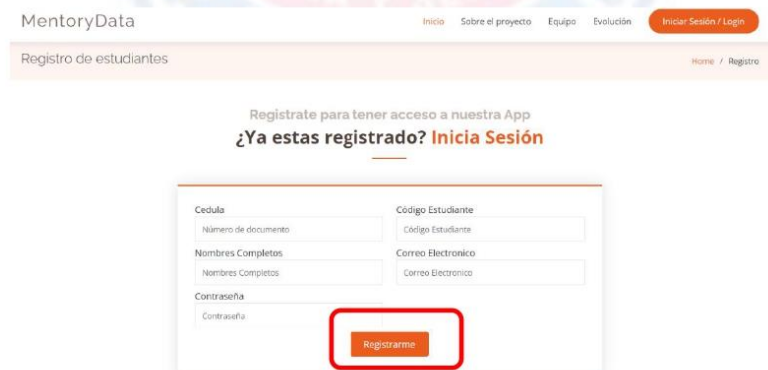 MentoryData Inicio Sobre el proyecto Equipo Evolución Iniciar Sesión / Login
Registro de estudiantes Home / Registro
Registrate para tener acceso a nuestra App
¿Ya estas registrado? Inicia Sesión
Cedula Código Estudiante
Número de documento Código Estudiante
Nombres Completos Correo Electronico
Nombres Completos Correo Electronico
Contraseña
Contraseña
Registrarme